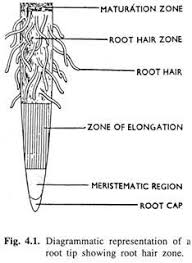 MATURÁTION ZONE
ROOT HAIR ZONE
ROOT HAIR
ZONE OF ELONGATION
MERISTEMATIC REGION
ROOT CAP
Fig. 4.1. Diagrammatic representation of a
root tip showing root hair zone.